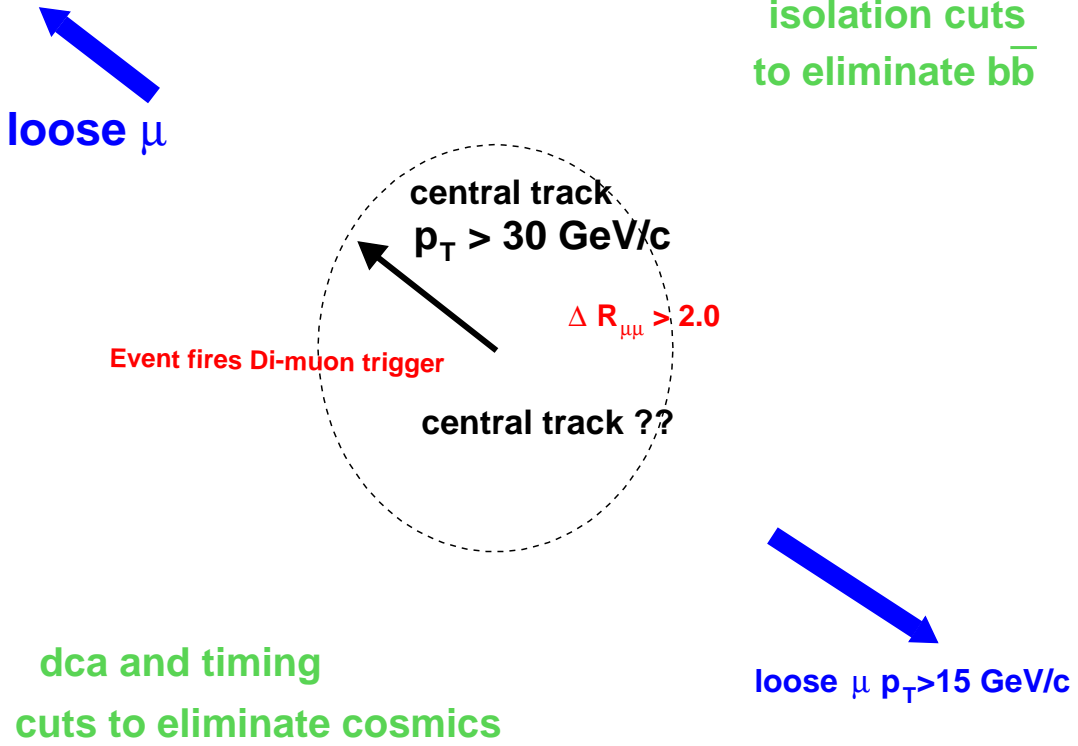 isolation cuts
to eliminate bb̅
loose μ
central track
p_T > 30 GeV/c
Δ R_μμ > 2.0
Event fires Di-muon trigger
central track ??
dca and timing
cuts to eliminate cosmics
loose μ p_T>15 GeV/c